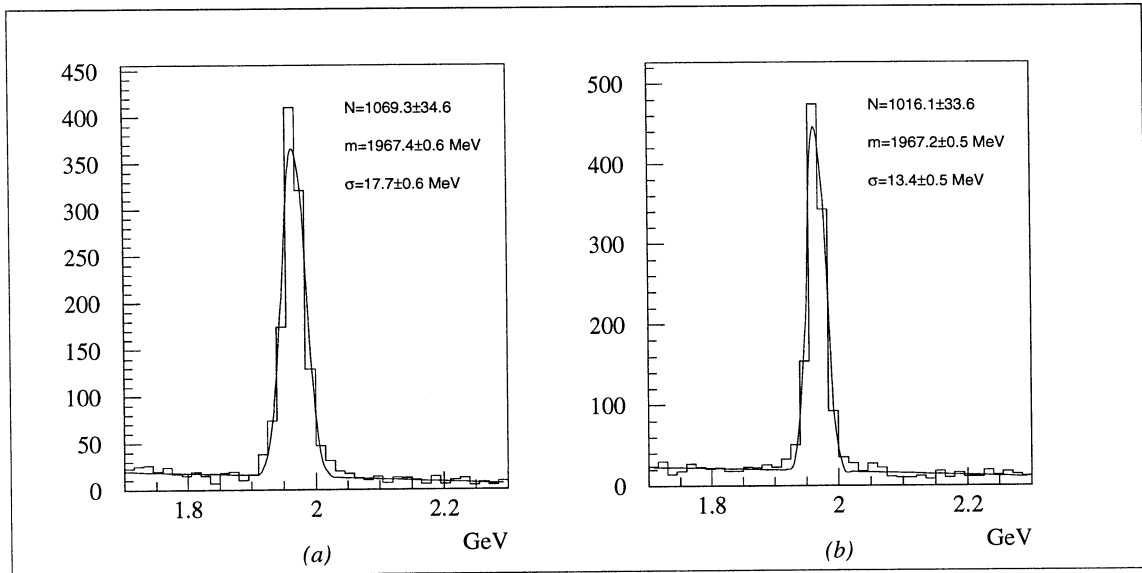 450
400
350
300
250
200
150
100
50
0
N=1069.3±34.6
m=1967.4±0.6 MeV
σ=17.7±0.6 MeV
1.8
2
2.2
GeV
(a)
500
400
300
200
100
0
N=1016.1±33.6
m=1967.2±0.5 MeV
σ=13.4±0.5 MeV
1.8
2
2.2
GeV
(b)